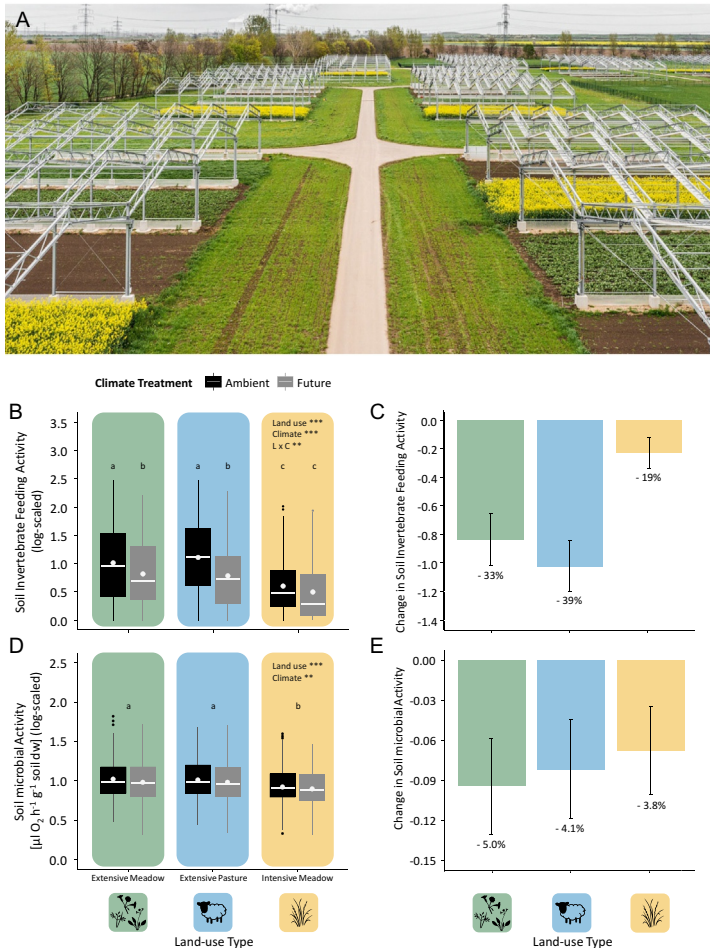 A
Climate Treatment Ambient Future
B
Soil Invertebrate Feeding Activity
(log-scaled)
3.5
3.0
2.5
2.0
1.5
1.0
0.5
0.0
Land use ***
Climate ***
L x C **
a b a b c c
C
Change in Soil Invertebrate Feeding Activity
0.0
-0.2
-0.4
-0.6
-0.8
-1.0
-1.2
-1.4
- 33%
- 39%
- 19%
D
Soil microbial Activity
[µl O₂ h⁻¹ g⁻¹ soil dw] (log-scaled)
2.5
2.0
1.5
1.0
0.5
0.0
Land use ***
Climate **
a a b
Extensive Meadow Extensive Pasture Intensive Meadow
Land-use Type
E
Change in Soil microbial Activity
0.00
-0.03
-0.06
-0.09
-0.12
-0.15
- 5.0%
- 4.1%
- 3.8%
Land-use Type